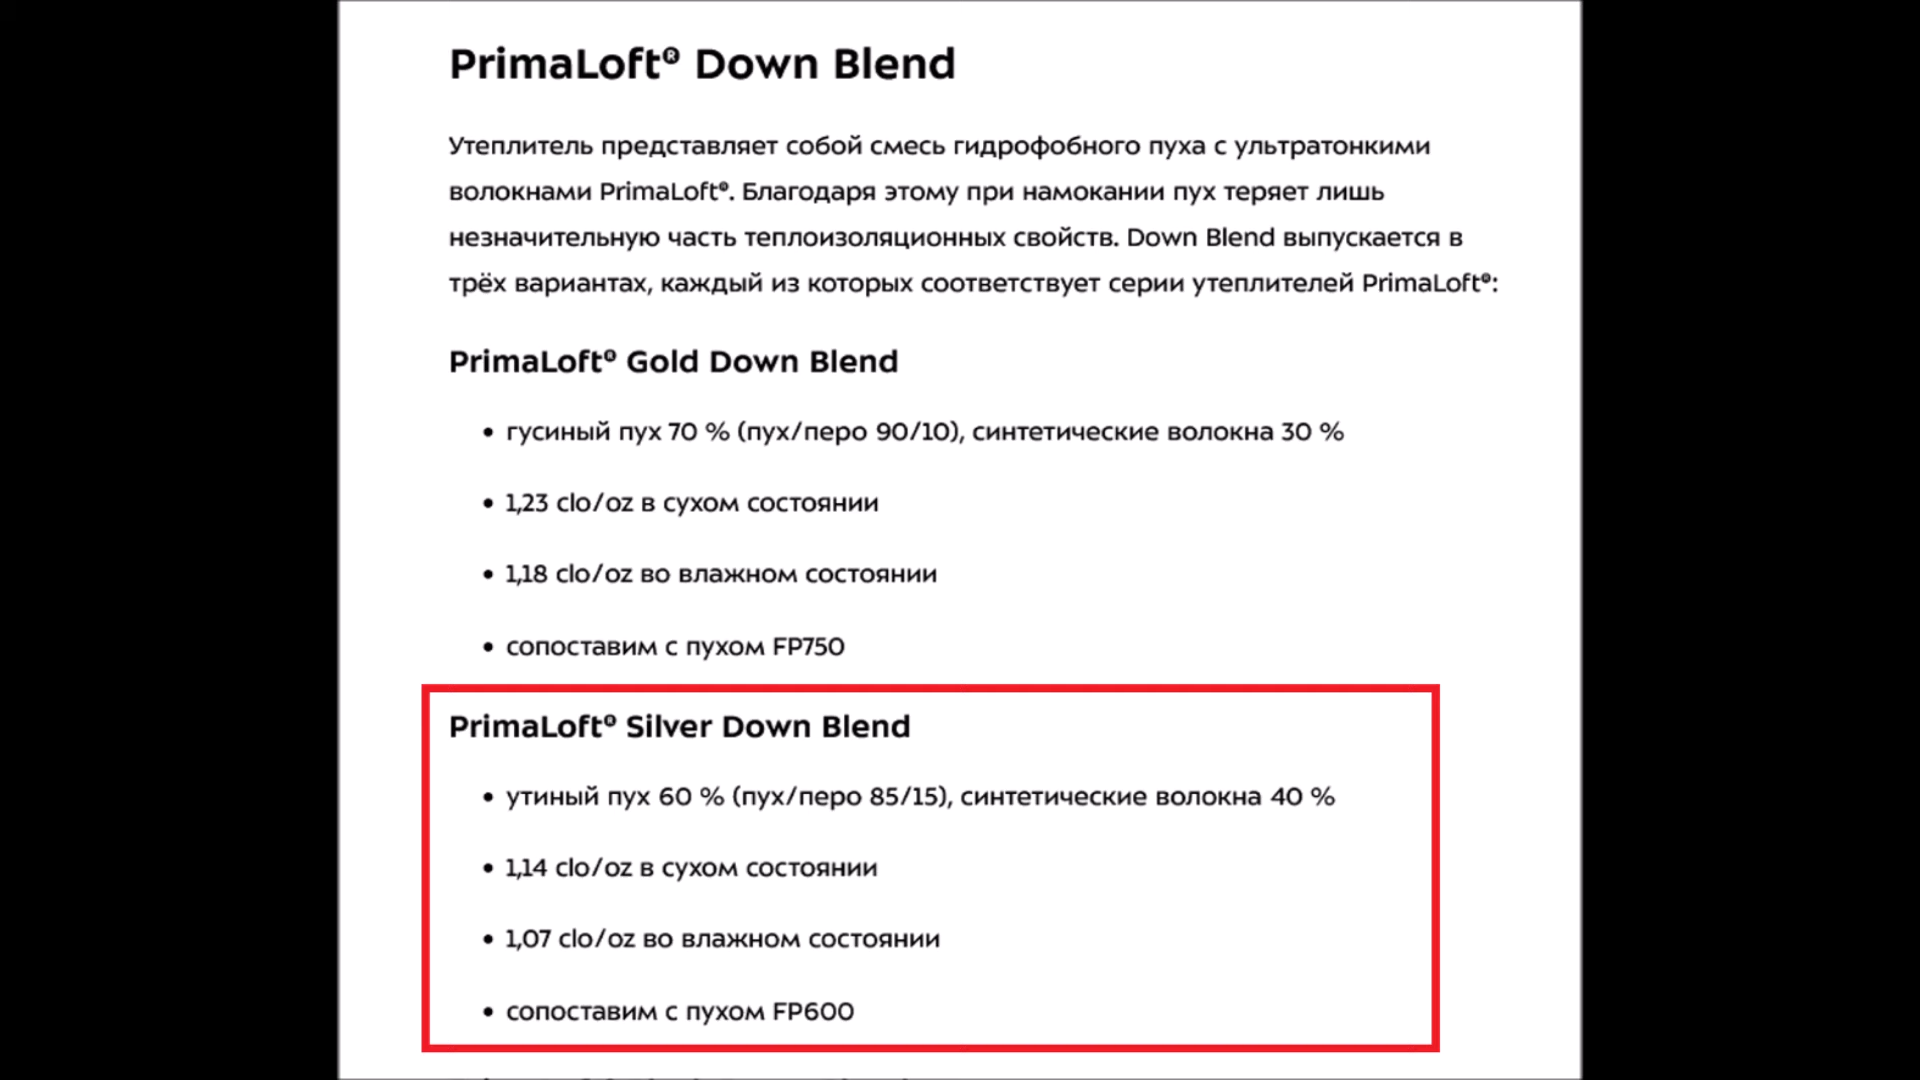 PrimaLoft® Down Blend
Утеплитель представляет собой смесь гидрофобного пуха с ультратонкими
волокнами PrimaLoft®. Благодаря этому при намокании пух теряет лишь
незначительную часть теплоизоляционных свойств. Down Blend выпускается в
трёх вариантах, каждый из которых соответствует серии утеплителей PrimaLoft®:
PrimaLoft® Gold Down Blend
• гусиный пух 70 % (пух/перо 90/10), синтетические волокна 30 %
• 1,23 clo/oz в сухом состоянии
• 1,18 clo/oz во влажном состоянии
• сопоставим с пухом FP750
PrimaLoft® Silver Down Blend
• утиный пух 60 % (пух/перо 85/15), синтетические волокна 40 %
• 1,14 clo/oz в сухом состоянии
• 1,07 clo/oz во влажном состоянии
• сопоставим с пухом FP600